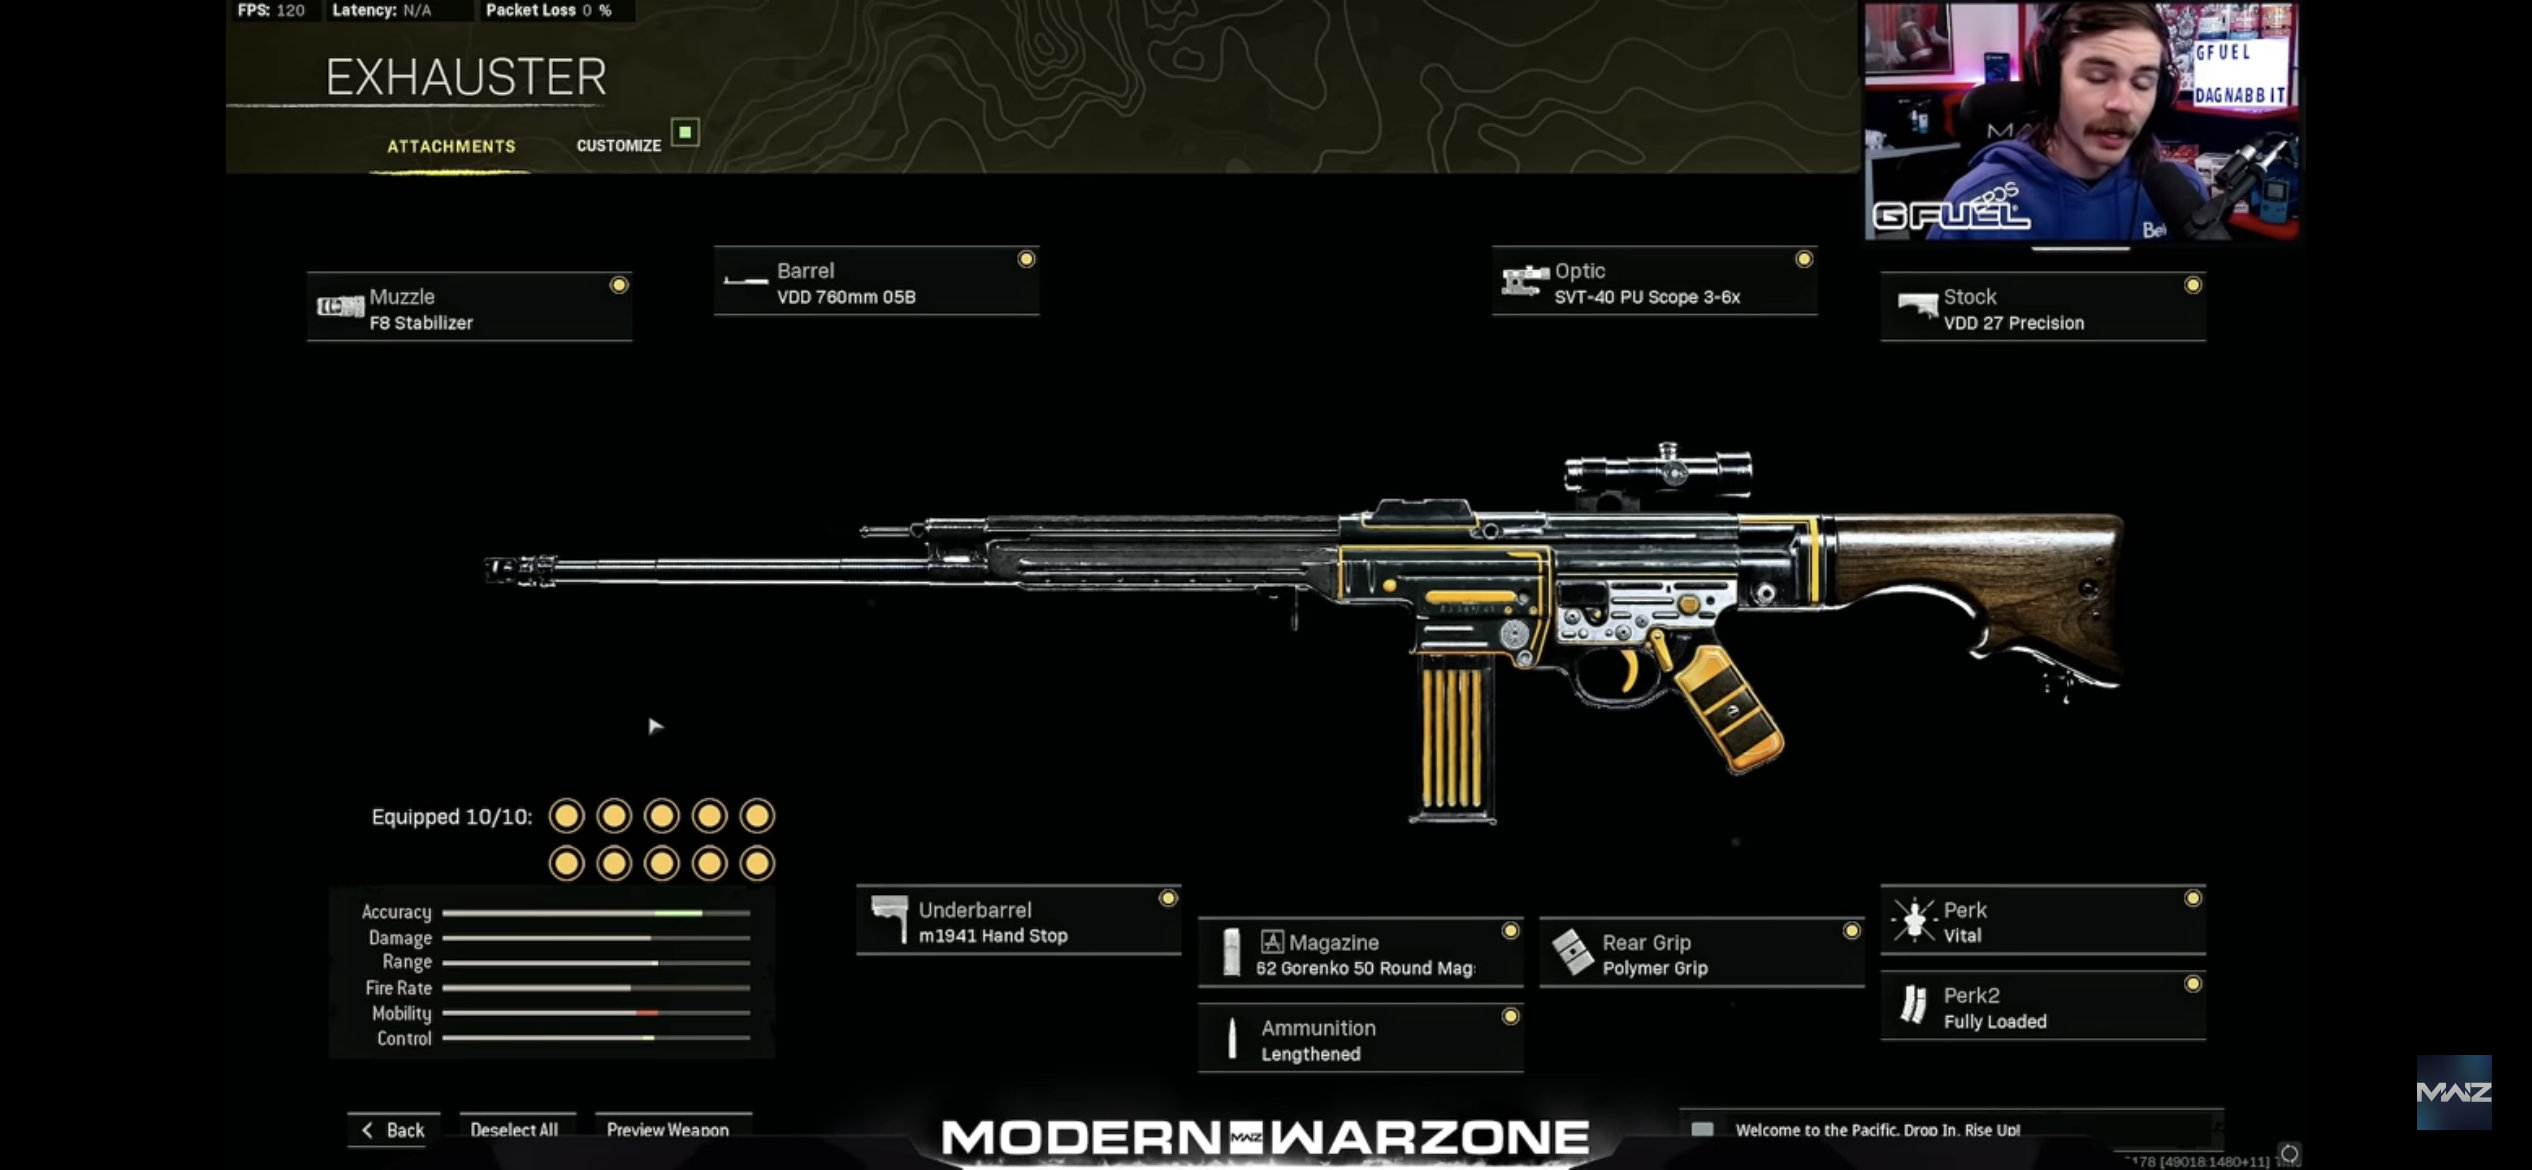 FPS: 120 Latency: N/A Packet Loss 0 %
EXHAUSTER
ATTACHMENTS CUSTOMIZE
GFUEL
DAGNABBIT
EPOS
GFUEL
Muzzle
F8 Stabilizer
Barrel
VDD 760mm 05B
Optic
SVT-40 PU Scope 3-6x
Stock
VDD 27 Precision
Equipped 10/10:
Accuracy
Damage
Range
Fire Rate
Mobility
Control
Underbarrel
m1941 Hand Stop
Magazine
62 Gorenko 50 Round Mag
Ammunition
Lengthened
Rear Grip
Polymer Grip
Perk
Vital
Perk2
Fully Loaded
Back
Deselect All
Preview Weapon
MODERN MWZ WARZONE
Welcome to the Pacific. Drop In. Rise Up!
MWZ